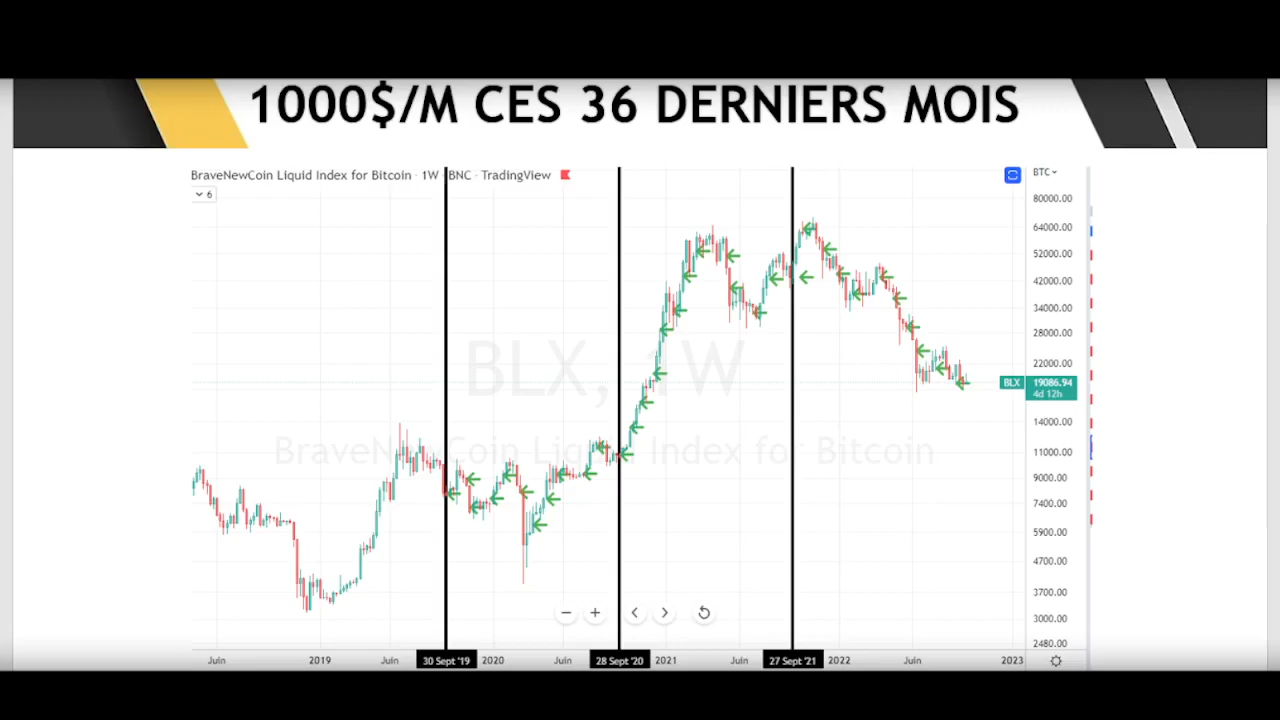 1000$/M CES 36 DERNIERS MOIS
BraveNewCoin Liquid Index for Bitcoin · 1W · BNC · TradingView
BTC
6
80000.00
64000.00
52000.00
42000.00
34000.00
28000.00
22000.00
BLX 19086.94
4d 12h
14000.00
11000.00
9000.00
7400.00
5900.00
4700.00
3700.00
3000.00
2480.00
BLX, 1W
BraveNewCoin Liquid Index for Bitcoin
Juin 2019 Juin 30 Sept '19 2020 Juin 28 Sept '20 2021 Juin 27 Sept '21 2022 Juin 2023